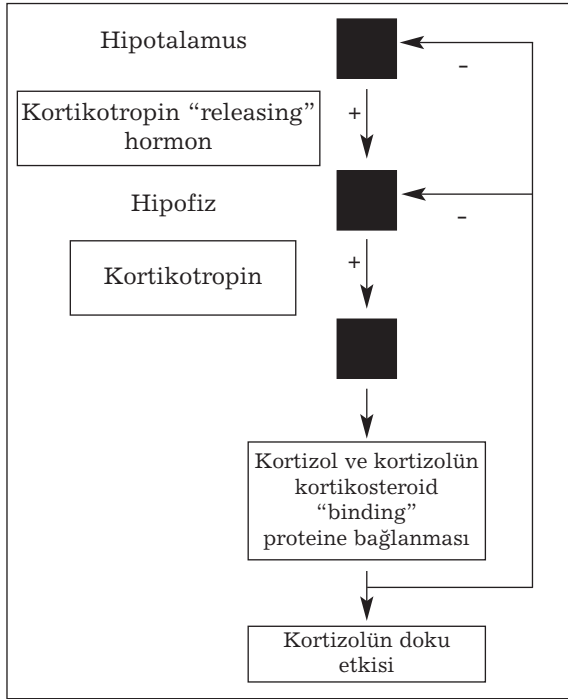 Hipotalamus
-
Kortikotropin “releasing”
hormon
+
Hipofiz
-
Kortikotropin
+
Kortizol ve kortizolün
kortikosteroid
“binding”
proteine bağlanması
Kortizolün doku
etkisi